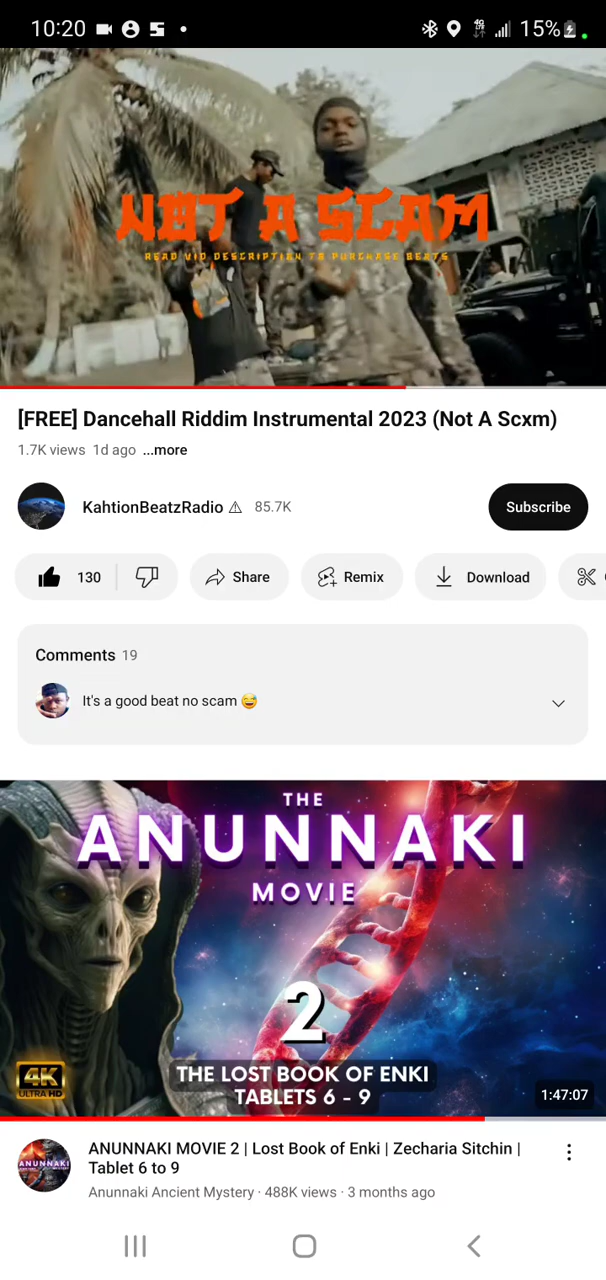 10:20
4G
LTE
15%
NOT A SCAM
READ VID DESCRIPTION TO PURCHASE BEATS
[FREE] Dancehall Riddim Instrumental 2023 (Not A Scxm)
1.7K views 1d ago ...more
KahtionBeatzRadio ⚠ 85.7K
Subscribe
130
Share
Remix
Download
Comments 19
It's a good beat no scam 😅
THE
ANUNNAKI
MOVIE
2
THE LOST BOOK OF ENKI
TABLETS 6 - 9
4K
ULTRA HD
1:47:07
ANUNNAKI
ANUNNAKI MOVIE 2 | Lost Book of Enki | Zecharia Sitchin |
Tablet 6 to 9
Anunnaki Ancient Mystery · 488K views · 3 months ago